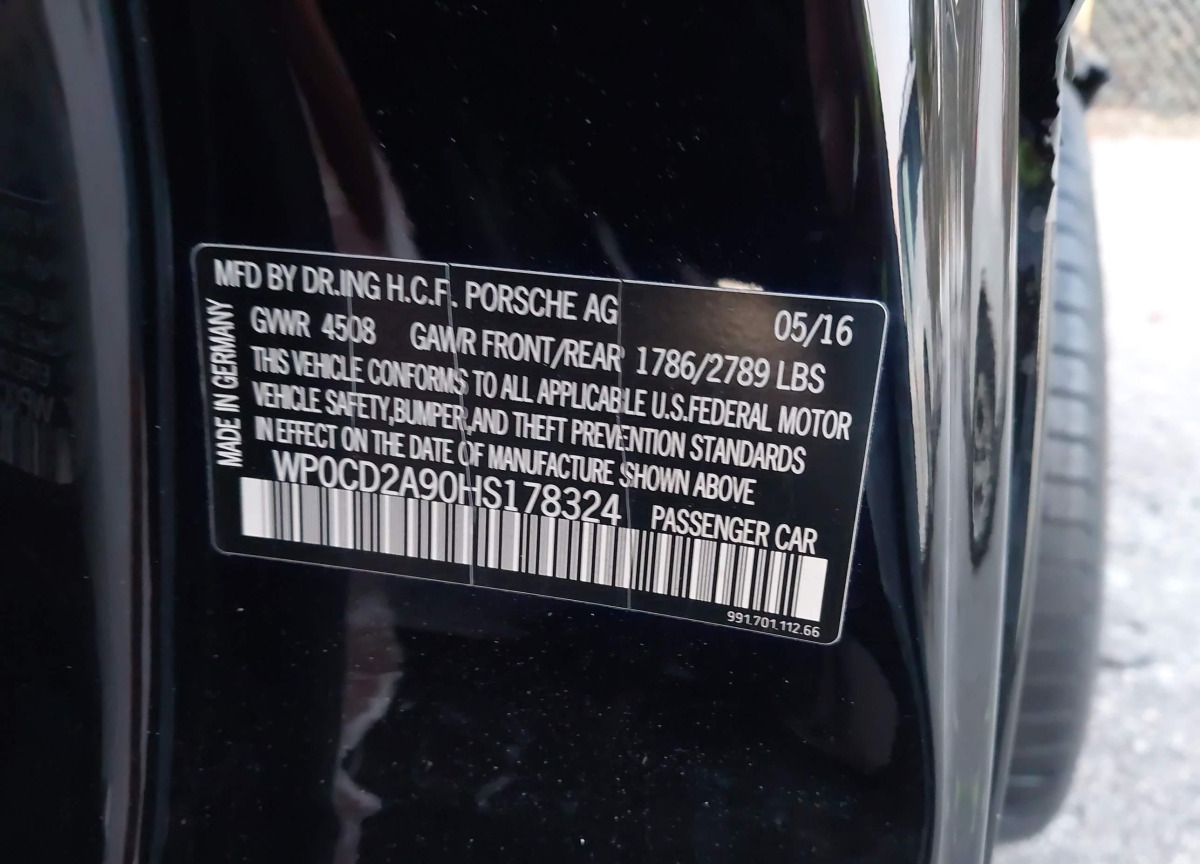 MFD BY DR.ING H.C.F. PORSCHE AG 05/16
GVWR 4508 GAWR FRONT/REAR 1786/2789 LBS
THIS VEHICLE CONFORMS TO ALL APPLICABLE U.S.FEDERAL MOTOR
VEHICLE SAFETY,BUMPER,AND THEFT PREVENTION STANDARDS
IN EFFECT ON THE DATE OF MANUFACTURE SHOWN ABOVE
WP0CD2A90HS178324 PASSENGER CAR
991.701.112.66
MADE IN GERMANY